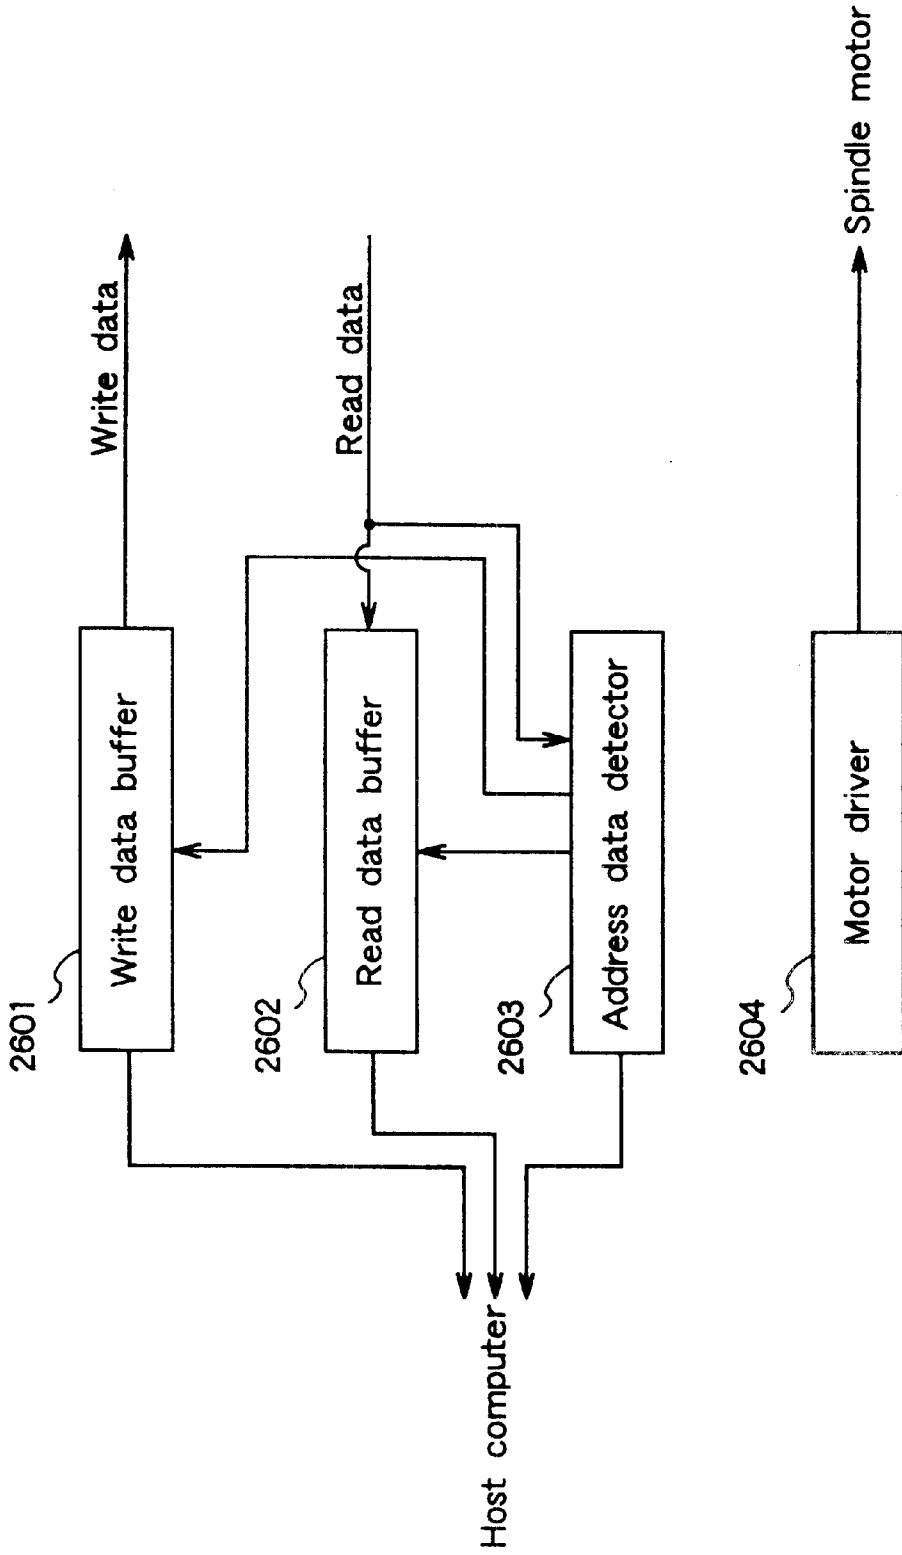 2601
Write data buffer
Write data
2602
Read data buffer
Read data
Host computer
2603
Address data detector
2604
Motor driver
Spindle motor